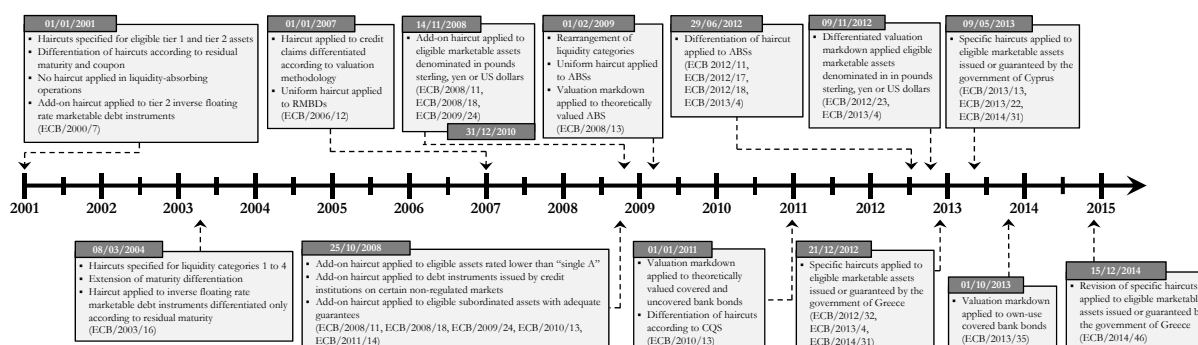 01/01/2001
▪ Haircuts specified for eligible tier 1 and tier 2 assets
▪ Differentiation of haircuts according to residual
maturity and coupon
▪ No haircut applied in liquidity-absorbing
operations
▪ Add-on haircut applied to tier 2 inverse floating
rate marketable debt instruments
(ECB/2000/7)
01/01/2007
▪ Haircut applied to credit
claims differentiated
according to valuation
methodology
▪ Uniform haircut applied
to RMBDs
(ECB/2006/12)
14/11/2008
▪ Add-on haircut applied to
eligible marketable assets
denominated in pounds
sterling, yen or US dollars
(ECB/2008/11,
ECB/2008/18,
ECB/2009/24)
31/12/2010
01/02/2009
▪ Rearrangement of
liquidity categories
▪ Uniform haircut applied
to ABSs
▪ Valuation markdown
applied to theoretically
valued ABS
(ECB/2008/13)
29/06/2012
▪ Differentiation of haircut
applied to ABSs
(ECB 2012/11,
ECB 2012/17,
ECB 2012/18,
ECB/2013/4)
09/11/2012
▪ Differentiated valuation
markdown applied eligible
marketable assets
denominated in in pounds
sterling, yen or US dollars
(ECB/2012/23,
ECB/2013/4)
09/05/2013
▪ Specific haircuts applied to
eligible marketable assets
issued or guaranteed by the
government of Cyprus
(ECB/2013/13,
ECB/2013/22,
ECB/2014/31)
2001 2002 2003 2004 2005 2006 2007 2008 2009 2010 2011 2012 2013 2014 2015
08/03/2004
▪ Haircuts specified for liquidity categories 1 to 4
▪ Extension of maturity differentiation
▪ Haircut applied to inverse floating rate
marketable debt instruments differentiated only
according to residual maturity
(ECB/2003/16)
25/10/2008
▪ Add-on haircut applied to eligible assets rated lower than “single A”
▪ Add-on haircut applied to debt instruments issued by credit
institutions on certain non-regulated markets
▪ Add-on haircut applied to eligible subordinated assets with adequate
guarantees
(ECB/2008/11, ECB/2008/18, ECB/2009/24, ECB/2010/13,
ECB/2011/14)
01/01/2011
▪ Valuation markdown
applied to theoretically
valued covered and
uncovered bank bonds
▪ Differentiation of haircuts
according to CQS
(ECB/2010/13)
21/12/2012
▪ Specific haircuts applied to
eligible marketable assets
issued or guaranteed by the
government of Greece
(ECB/2012/32,
ECB/2013/4,
ECB/2014/31)
01/10/2013
▪ Valuation markdown
applied to own-use
covered bank bonds
(ECB/2013/35)
15/12/2014
▪ Revision of specific haircuts
applied to eligible marketable
assets issued or guaranteed by
the government of Greece
(ECB/2014/46)